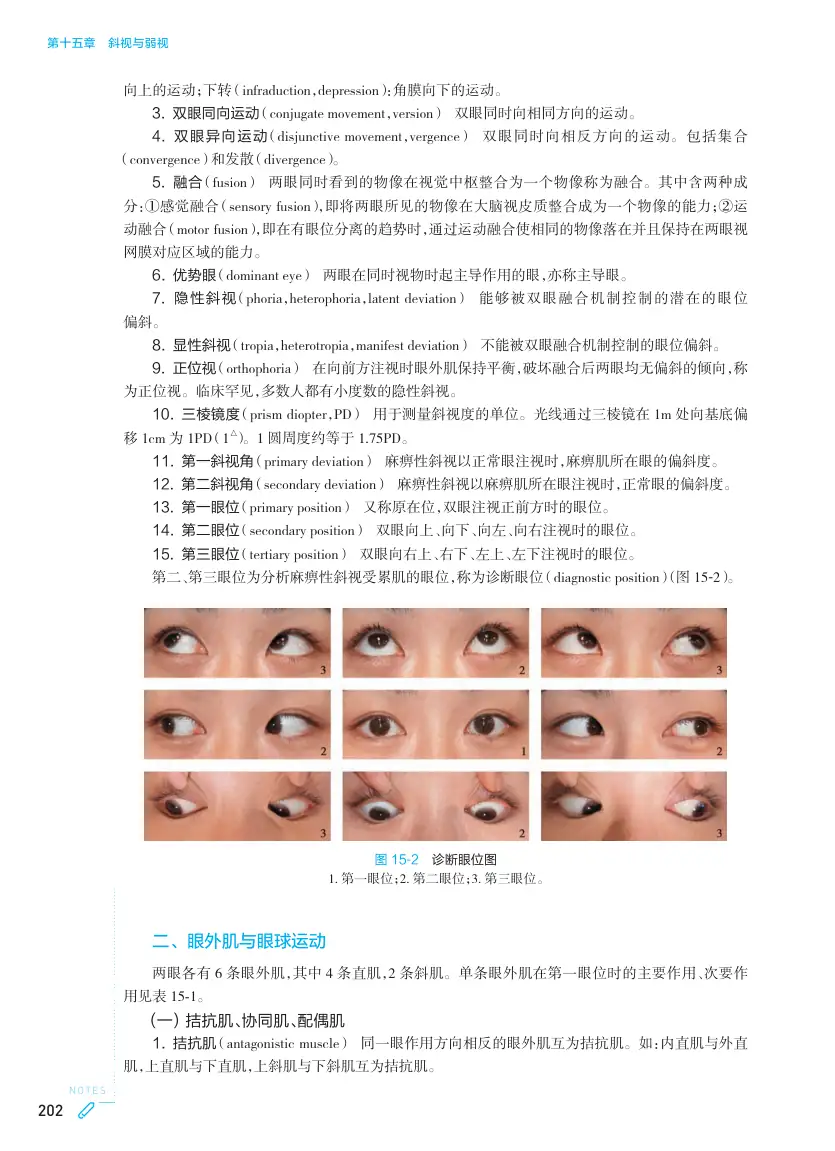 第十五章 斜视与弱视
向上的运动;下转(infraduction,depression):角膜向下的运动。
3. 双眼同向运动(conjugate movement,version) 双眼同时向相同方向的运动。
4. 双眼异向运动(disjunctive movement,vergence) 双眼同时向相反方向的运动。包括集合
(convergence)和发散(divergence)。
5. 融合(fusion) 两眼同时看到的物像在视觉中枢整合为一个物像称为融合。其中含两种成
分:①感觉融合(sensory fusion),即将两眼所见的物像在大脑视皮质整合成为一个物像的能力;②运
动融合(motor fusion),即在有眼位分离的趋势时,通过运动融合使相同的物像落在并且保持在两眼视
网膜对应区域的能力。
6. 优势眼(dominant eye) 两眼在同时视物时起主导作用的眼,亦称主导眼。
7. 隐性斜视(phoria,heterophoria,latent deviation) 能够被双眼融合机制控制的潜在的眼位
偏斜。
8. 显性斜视(tropia,heterotropia,manifest deviation) 不能被双眼融合机制控制的眼位偏斜。
9. 正位视(orthophoria) 在向前方注视时眼外肌保持平衡,破坏融合后两眼均无偏斜的倾向,称
为正位视。临床罕见,多数人都有小度数的隐性斜视。
10. 三棱镜度(prism diopter,PD) 用于测量斜视度的单位。光线通过三棱镜在 1m 处向基底偏
移 1cm 为 1PD(1△)。1 圆周度约等于 1.75PD。
11. 第一斜视角(primary deviation) 麻痹性斜视以正常眼注视时,麻痹肌所在眼的偏斜度。
12. 第二斜视角(secondary deviation) 麻痹性斜视以麻痹肌所在眼注视时,正常眼的偏斜度。
13. 第一眼位(primary position) 又称原在位,双眼注视正前方时的眼位。
14. 第二眼位(secondary position) 双眼向上、向下、向左、向右注视时的眼位。
15. 第三眼位(tertiary position) 双眼向右上、右下、左上、左下注视时的眼位。
第二、第三眼位为分析麻痹性斜视受累肌的眼位,称为诊断眼位(diagnostic position)(图 15-2)。
3 2 3
2 1 2
3 2 3
图 15-2 诊断眼位图
1. 第一眼位;2. 第二眼位;3. 第三眼位。
二、眼外肌与眼球运动
两眼各有 6 条眼外肌,其中 4 条直肌,2 条斜肌。单条眼外肌在第一眼位时的主要作用、次要作
用见表 15-1。
(一)拮抗肌、协同肌、配偶肌
1. 拮抗肌(antagonistic muscle) 同一眼作用方向相反的眼外肌互为拮抗肌。如:内直肌与外直
肌,上直肌与下直肌,上斜肌与下斜肌互为拮抗肌。
NOTES
202